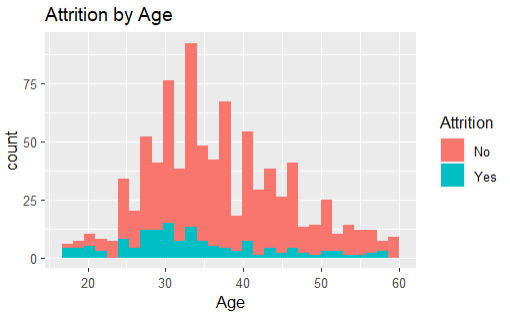 Attrition by Age
75
50
25
0
count
20 30 40 50 60
Age
Attrition
No
Yes